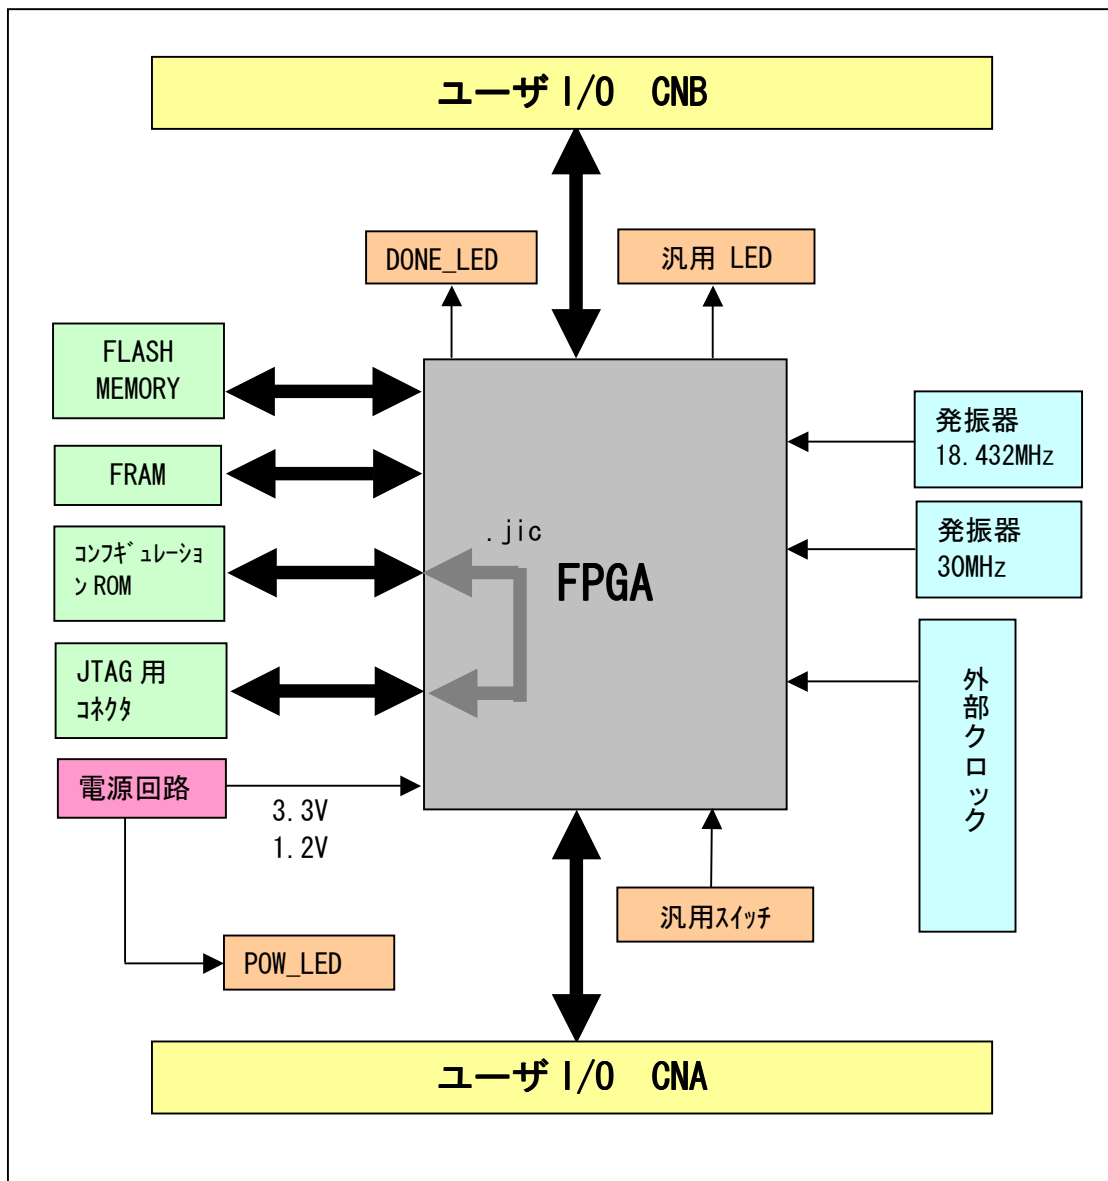 ユーザ I/O CNB
DONE_LED
汎用 LED
FLASH
MEMORY
FRAM
コンフギュレーショ
ン ROM
JTAG 用
コネクタ
電源回路
3.3V
1.2V
POW_LED
.jic
FPGA
発振器
18.432MHz
発振器
30MHz
外部クロック
汎用スイッチ
ユーザ I/O CNA